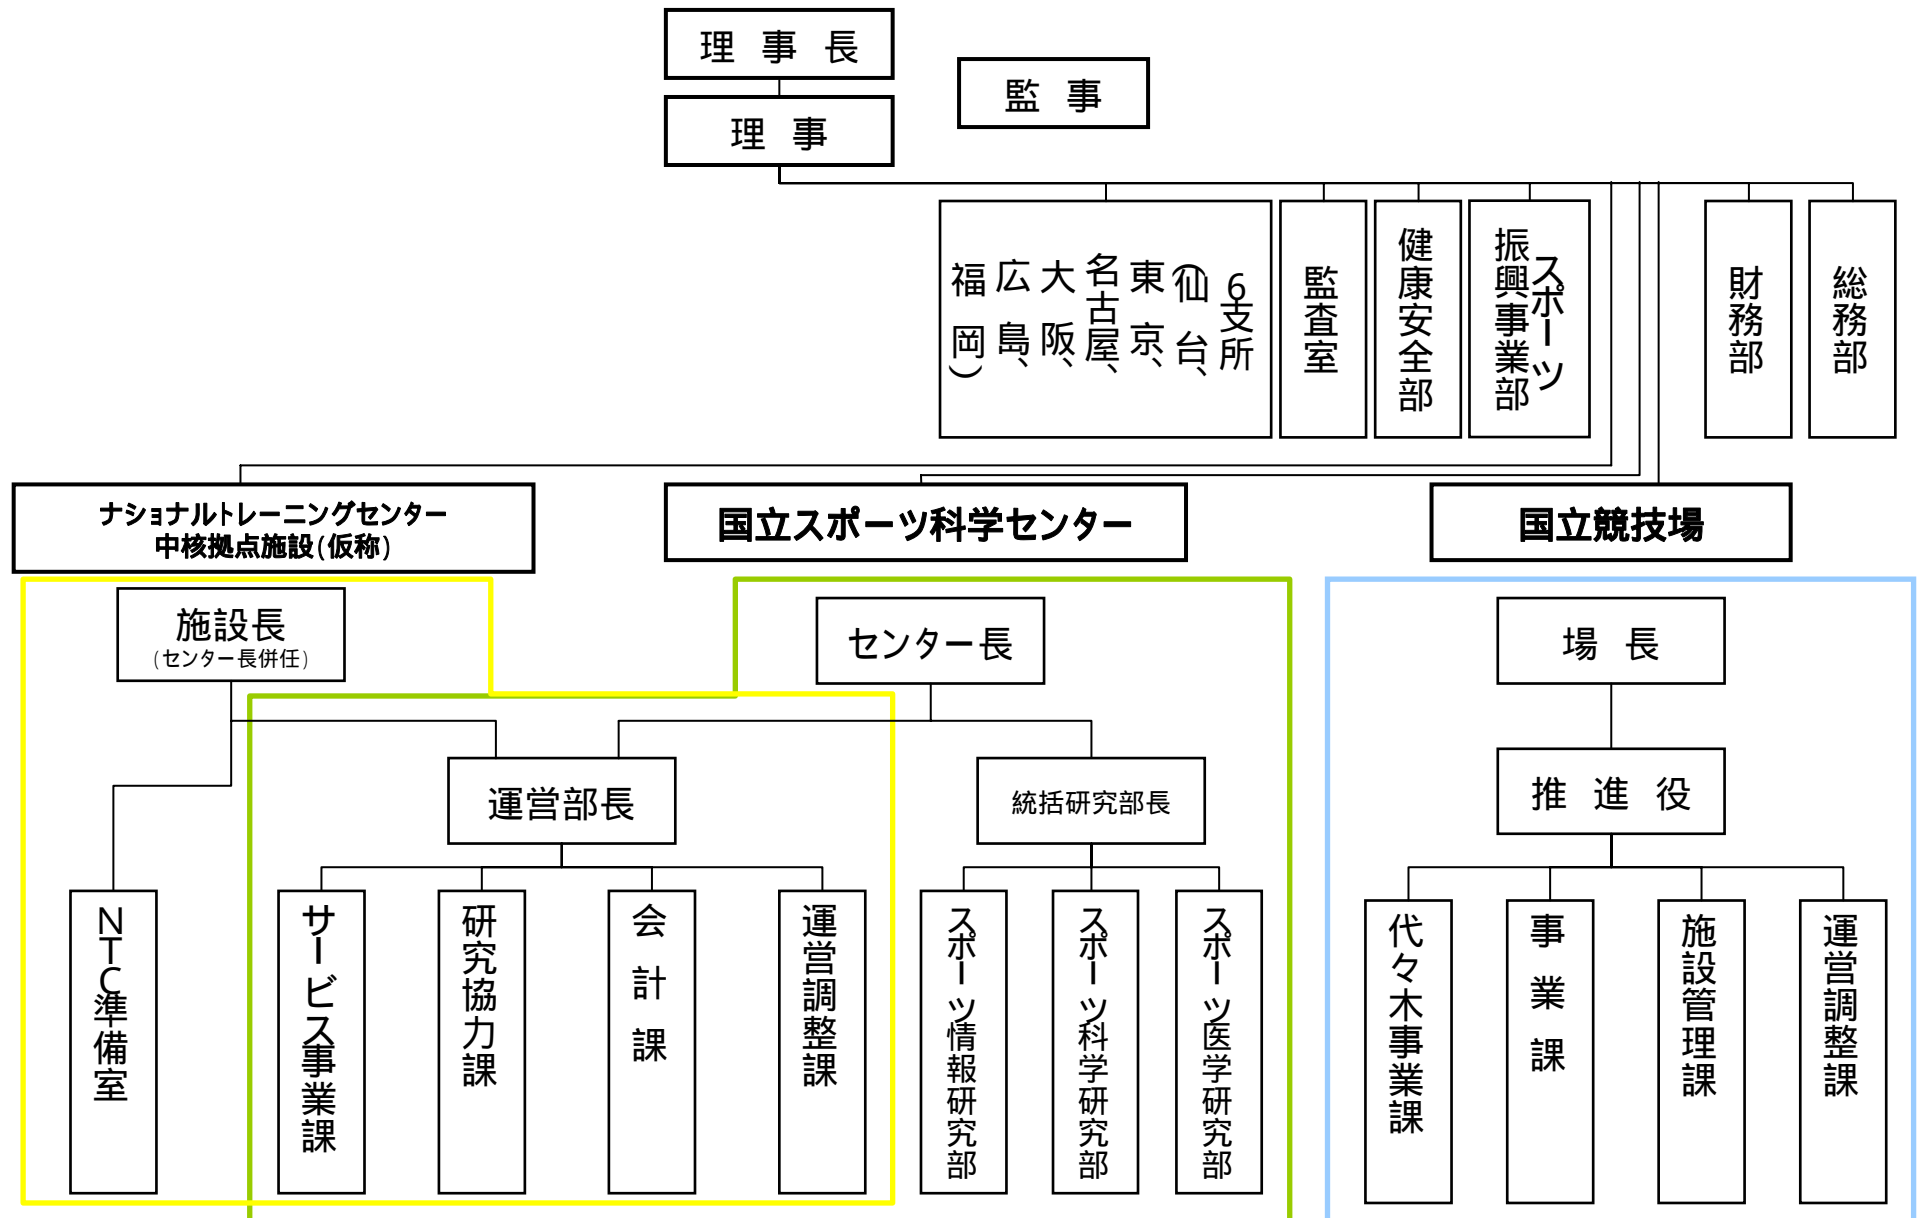 理 事 長
監 事
理 事
総務部
財務部
スポーツ
振興事業部
健康安全部
監査室
6支所
(仙 台、
東 京、
名古屋、
大 阪、
広 島、
福 岡)
ナショナルトレーニングセンター
中核拠点施設(仮称)
国立スポーツ科学センター
国立競技場
施設長
(センター長併任)
センター長
場 長
運営部長
統括研究部長
推 進 役
NTC準備室
サービス事業課
研究協力課
会 計 課
運営調整課
スポーツ情報研究部
スポーツ科学研究部
スポーツ医学研究部
代々木事業課
事 業 課
施設管理課
運営調整課